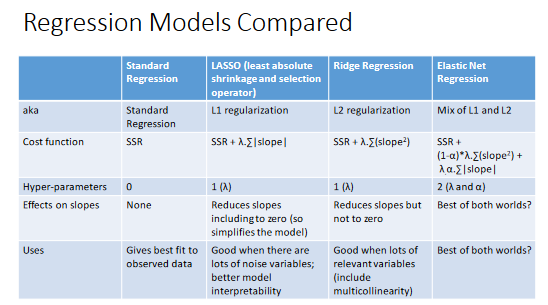 Regression Models Compared
Standard Regression
LASSO (least absolute shrinkage and selection operator)
Ridge Regression
Elastic Net Regression
aka
Standard Regression
L1 regularization
L2 regularization
Mix of L1 and L2
Cost function
SSR
SSR + λ.∑|slope|
SSR + λ.∑(slope²)
SSR +
(1-α)*λ.∑(slope²) +
λ α.∑|slope|
Hyper-parameters
0
1 (λ)
1 (λ)
2 (λ and α)
Effects on slopes
None
Reduces slopes
including to zero (so
simplifies the model)
Reduces slopes but
not to zero
Best of both worlds?
Uses
Gives best fit to
observed data
Good when there are
lots of noise variables;
better model
interpretability
Good when lots of
relevant variables
(include
multicollinearity)
Best of both worlds?